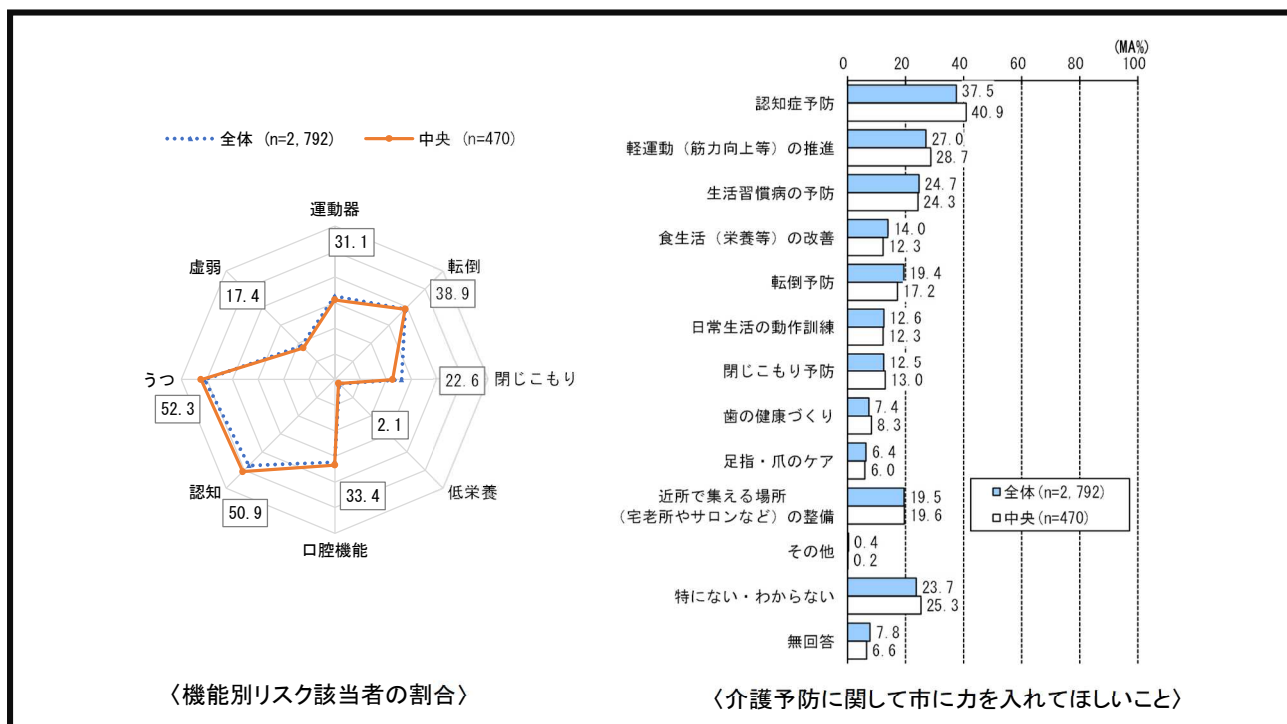 全体 (n=2,792)
中央 (n=470)
運動器
31.1
転倒
38.9
閉じこもり
22.6
低栄養
2.1
口腔機能
33.4
認知
50.9
うつ
52.3
虚弱
17.4
〈機能別リスク該当者の割合〉
(MA%)
0 20 40 60 80 100
認知症予防
37.5
40.9
軽運動（筋力向上等）の推進
27.0
28.7
生活習慣病の予防
24.7
24.3
食生活（栄養等）の改善
14.0
12.3
転倒予防
19.4
17.2
日常生活の動作訓練
12.6
12.3
閉じこもり予防
12.5
13.0
歯の健康づくり
7.4
8.3
足指・爪のケア
6.4
6.0
近所で集える場所
（宅老所やサロンなど）の整備
19.5
19.6
その他
0.4
0.2
特にない・わからない
23.7
25.3
無回答
7.8
6.6
全体(n=2,792)
中央(n=470)
〈介護予防に関して市に力を入れてほしいこと〉